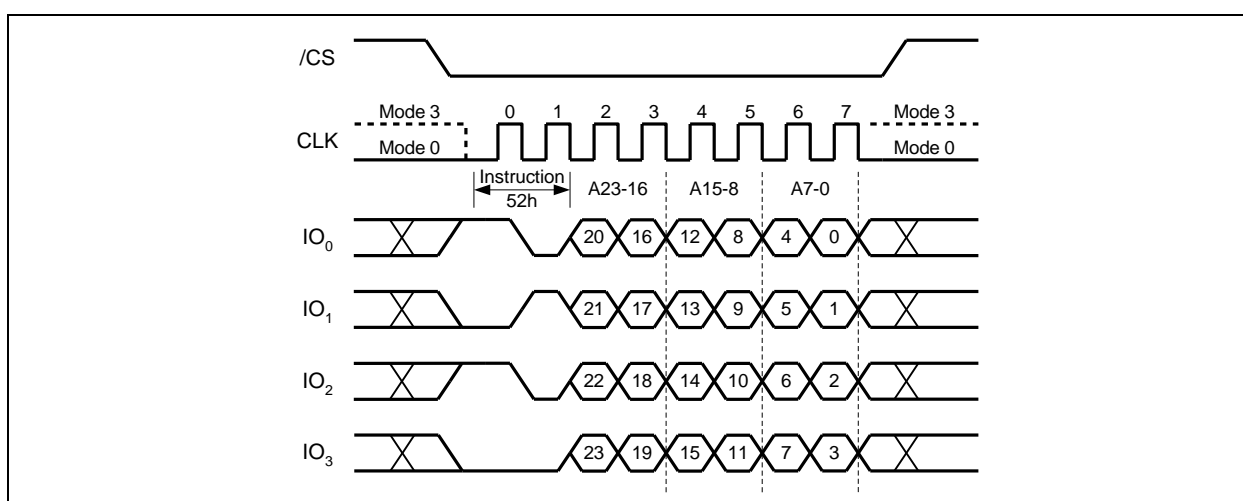 /CS
Mode 3 0 1 2 3 4 5 6 7 Mode 3
CLK
Mode 0 Mode 0
Instruction A23-16 A15-8 A7-0
52h
IO0 20 16 12 8 4 0
IO1 21 17 13 9 5 1
IO2 22 18 14 10 6 2
IO3 23 19 15 11 7 3